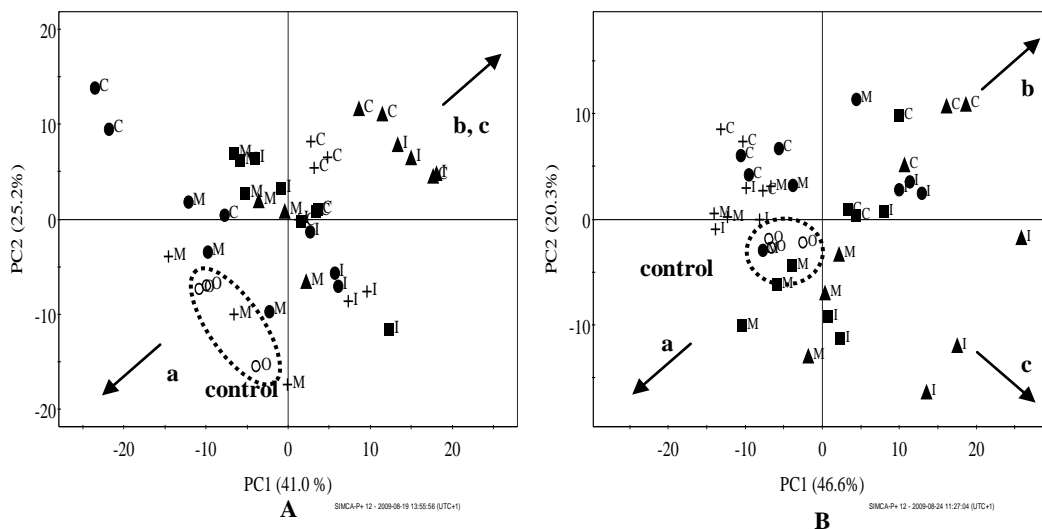 20
10
0
-10
-20
PC2 (25.2%)
C
C
M
M
I
M
I
M
C
M
M
C
C
C
C
C
I
I
C
I
C
I
M
M
O
O
M
M
O
M
M
I
I
I
I
I
b, c
a
control
-20
-10
0
10
20
PC1 (41.0 %)
SIMCA-P+ 12 - 2009-08-19 13:55:56 (UTC+1)
A
20
10
0
-10
PC2 (20.3%)
C
C
C
C
C
I
M
I
C
M
M
M
I
I
M
C
C
C
C
C
C
I
I
I
I
O
O
O
M
M
M
M
M
M
I
I
I
I
I
b
control
a
c
-20
-10
0
10
20
PC1 (46.6%)
SIMCA-P+ 12 - 2009-08-24 11:27:04 (UTC+1)
B